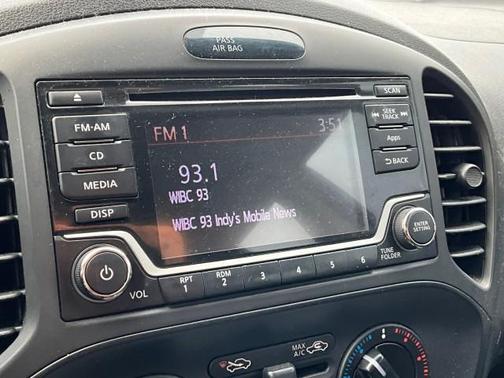 PASS
AIR BAG
SCAN
FM-AM
CD
MEDIA
DISP
SEEK
TRACK
Apps
BACK
FM 1
3:51
93.1
WIBC 93
WIBC 93 Indy's Mobile News
VOL
RPT
1
RDM
2
3
4
5
6
TUNE
FOLDER
ENTER
SETTING
MAX
A/C